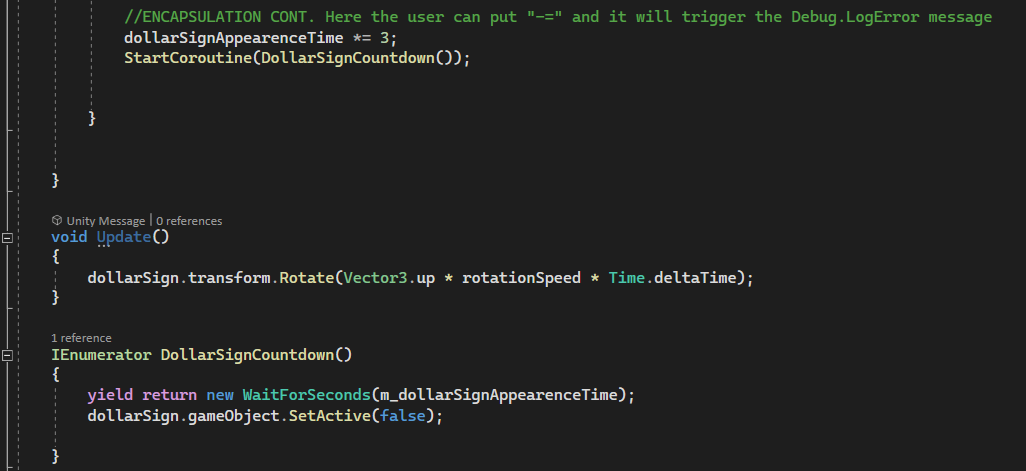 //ENCAPSULATION CONT. Here the user can put "-=" and it will trigger the Debug.LogError message
dollarSignAppearenceTime *= 3;
StartCoroutine(DollarSignCountdown());
}
}
Unity Message | 0 references
void Update()
{
dollarSign.transform.Rotate(Vector3.up * rotationSpeed * Time.deltaTime);
}
1 reference
IEnumerator DollarSignCountdown()
{
yield return new WaitForSeconds(m_dollarSignAppearenceTime);
dollarSign.gameObject.SetActive(false);
}